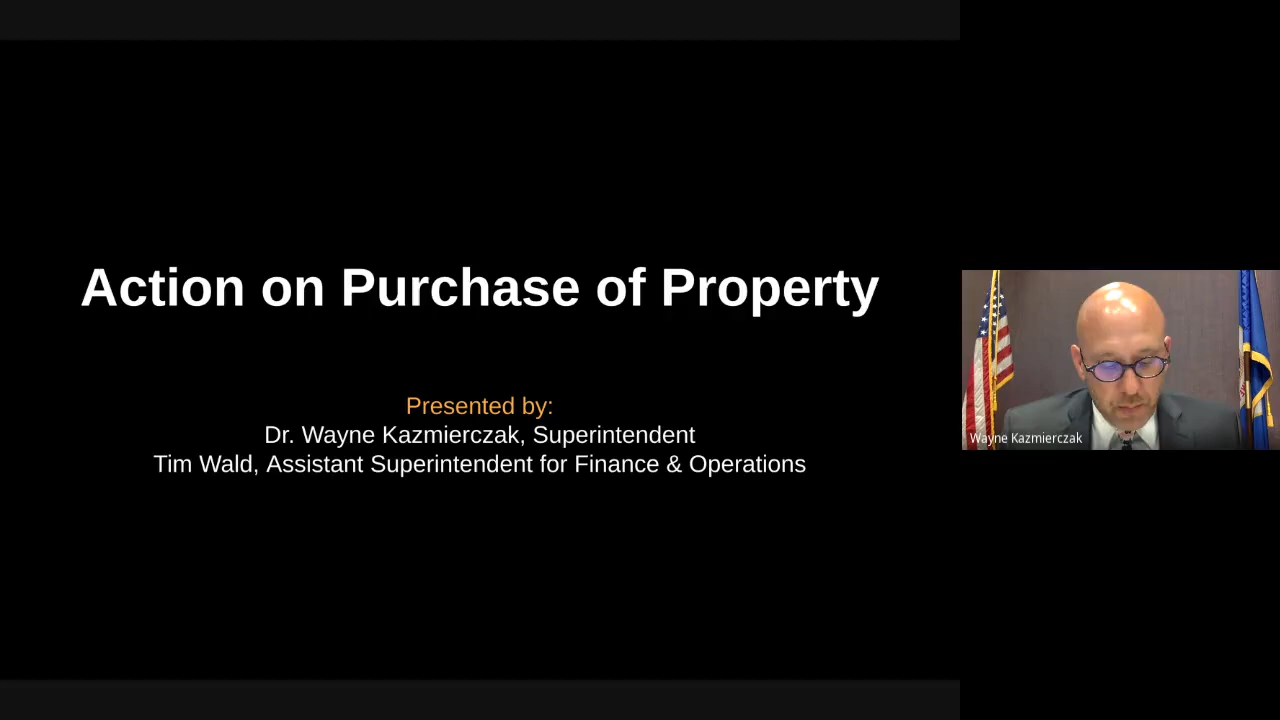 Action on Purchase of Property
Presented by:
Dr. Wayne Kazmierczak, Superintendent
Tim Wald, Assistant Superintendent for Finance & Operations
Wayne Kazmierczak